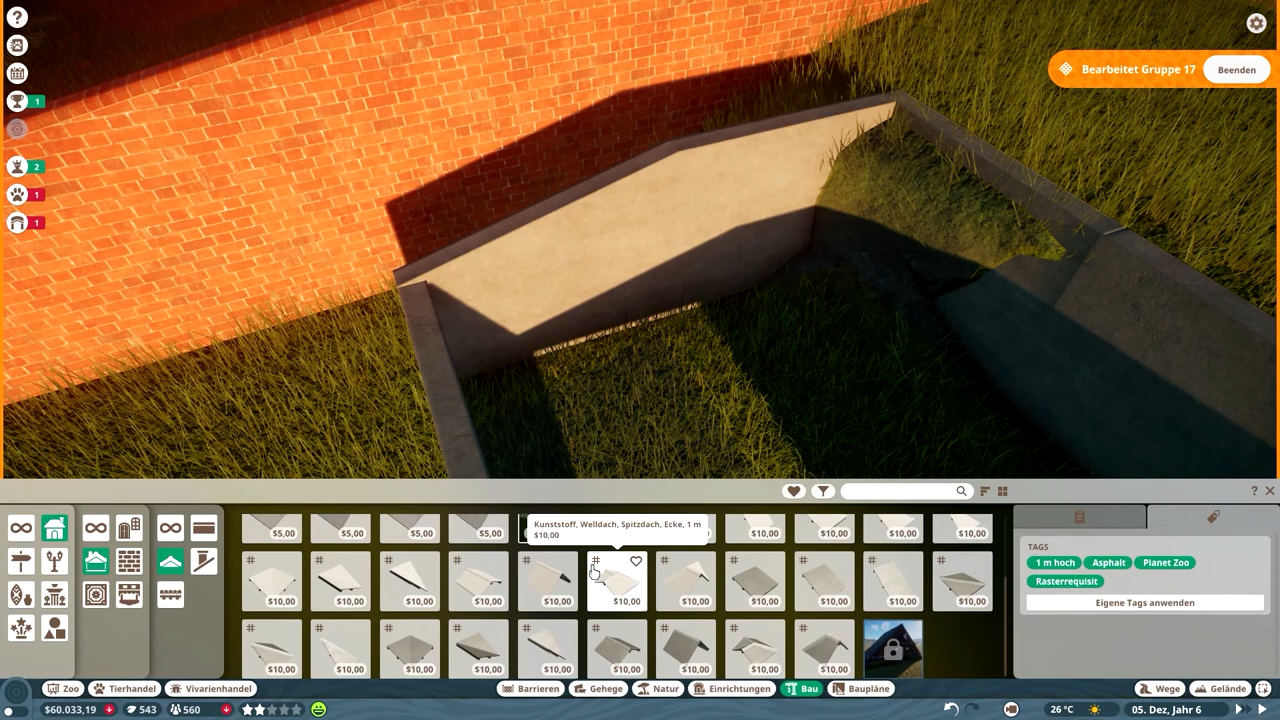 ?
Bearbeitet Gruppe 17
Beenden
1
2
1
1
?
Kunststoff, Welldach, Spitzdach, Ecke, 1 m
$10,00
$5,00 $5,00 $5,00 $5,00 $10,00 $10,00 $10,00 $10,00
$10,00 $10,00 $10,00 $10,00 $10,00 $10,00 $10,00 $10,00 $10,00 $10,00 $10,00
$10,00 $10,00 $10,00 $10,00 $10,00 $10,00 $10,00 $10,00 $10,00
TAGS
1 m hoch Asphalt Planet Zoo
Rasterrequisit
Eigene Tags anwenden
Zoo Tierhandel Vivarienhandel Barrieren Gehege Natur Einrichtungen Bau Baupläne Wege Gelände
$60.033,19 543 560 26 °C 05. Dez, Jahr 6